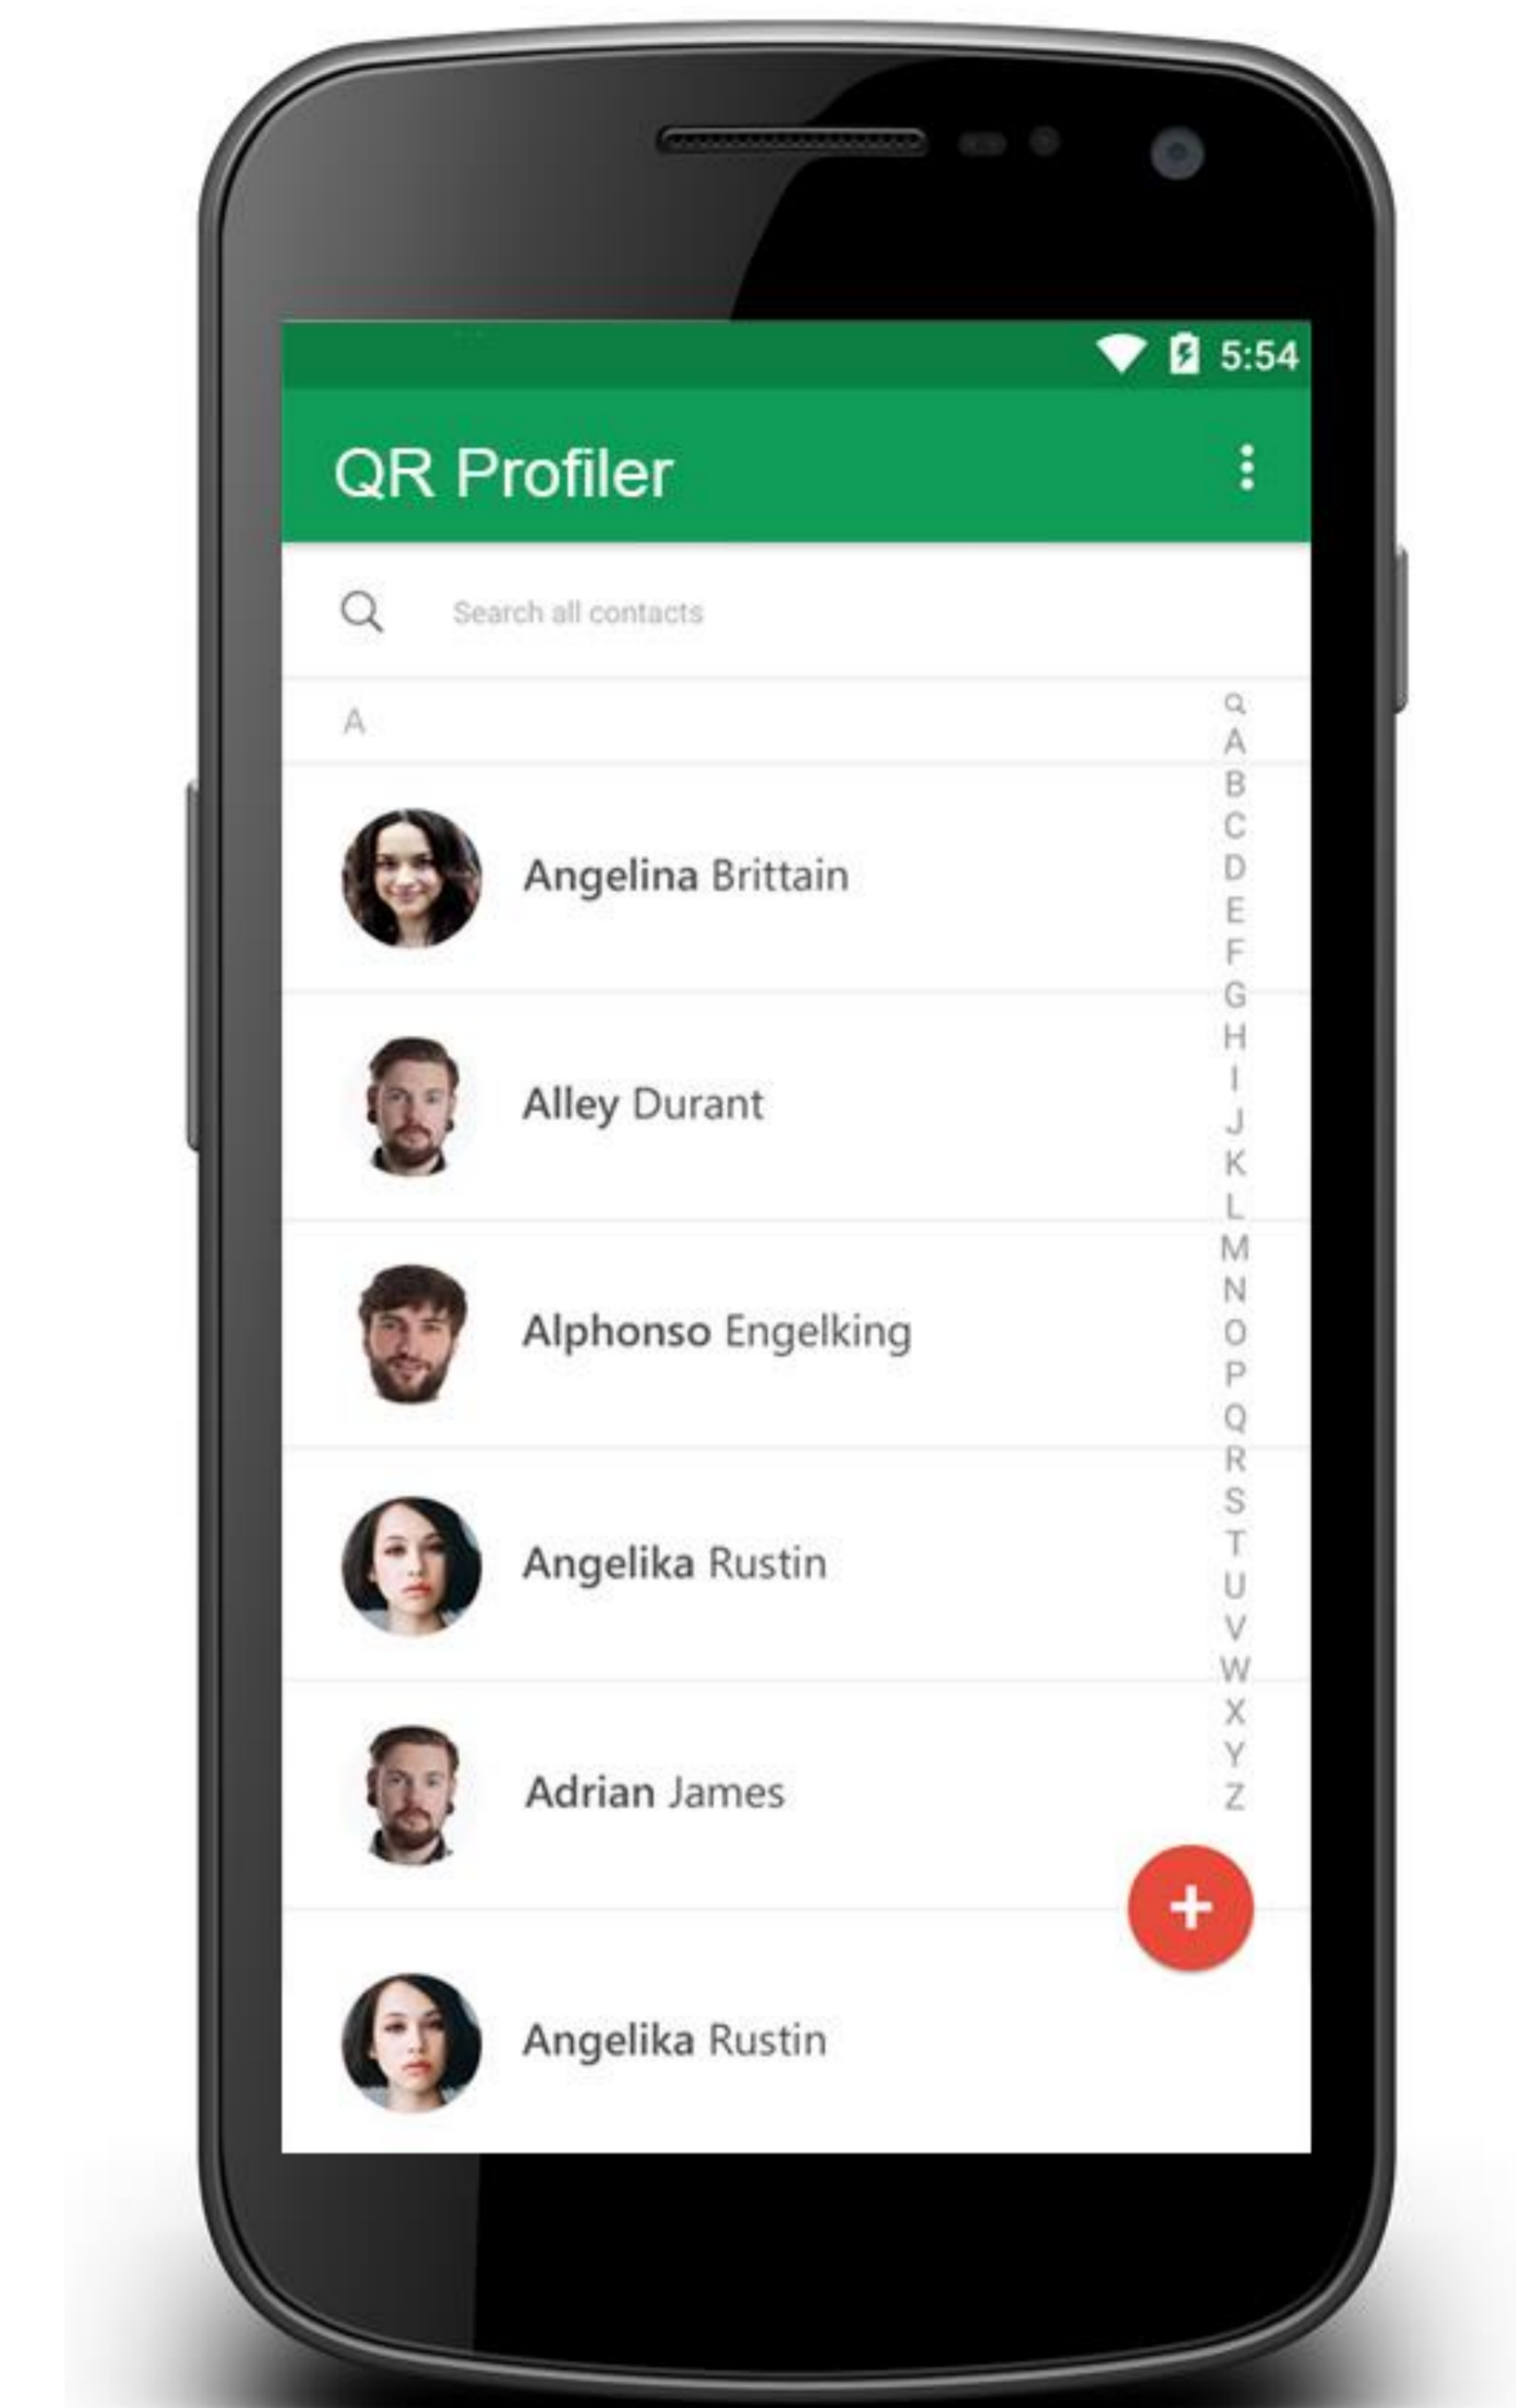 5:54
QR Profiler
Search all contacts
A
Angelina Brittain
Alley Durant
Alphonso Engelking
Angelika Rustin
Adrian James
Angelika Rustin
A
B
C
D
E
F
G
H
I
J
K
L
M
N
O
P
Q
R
S
T
U
V
W
X
Y
Z
+